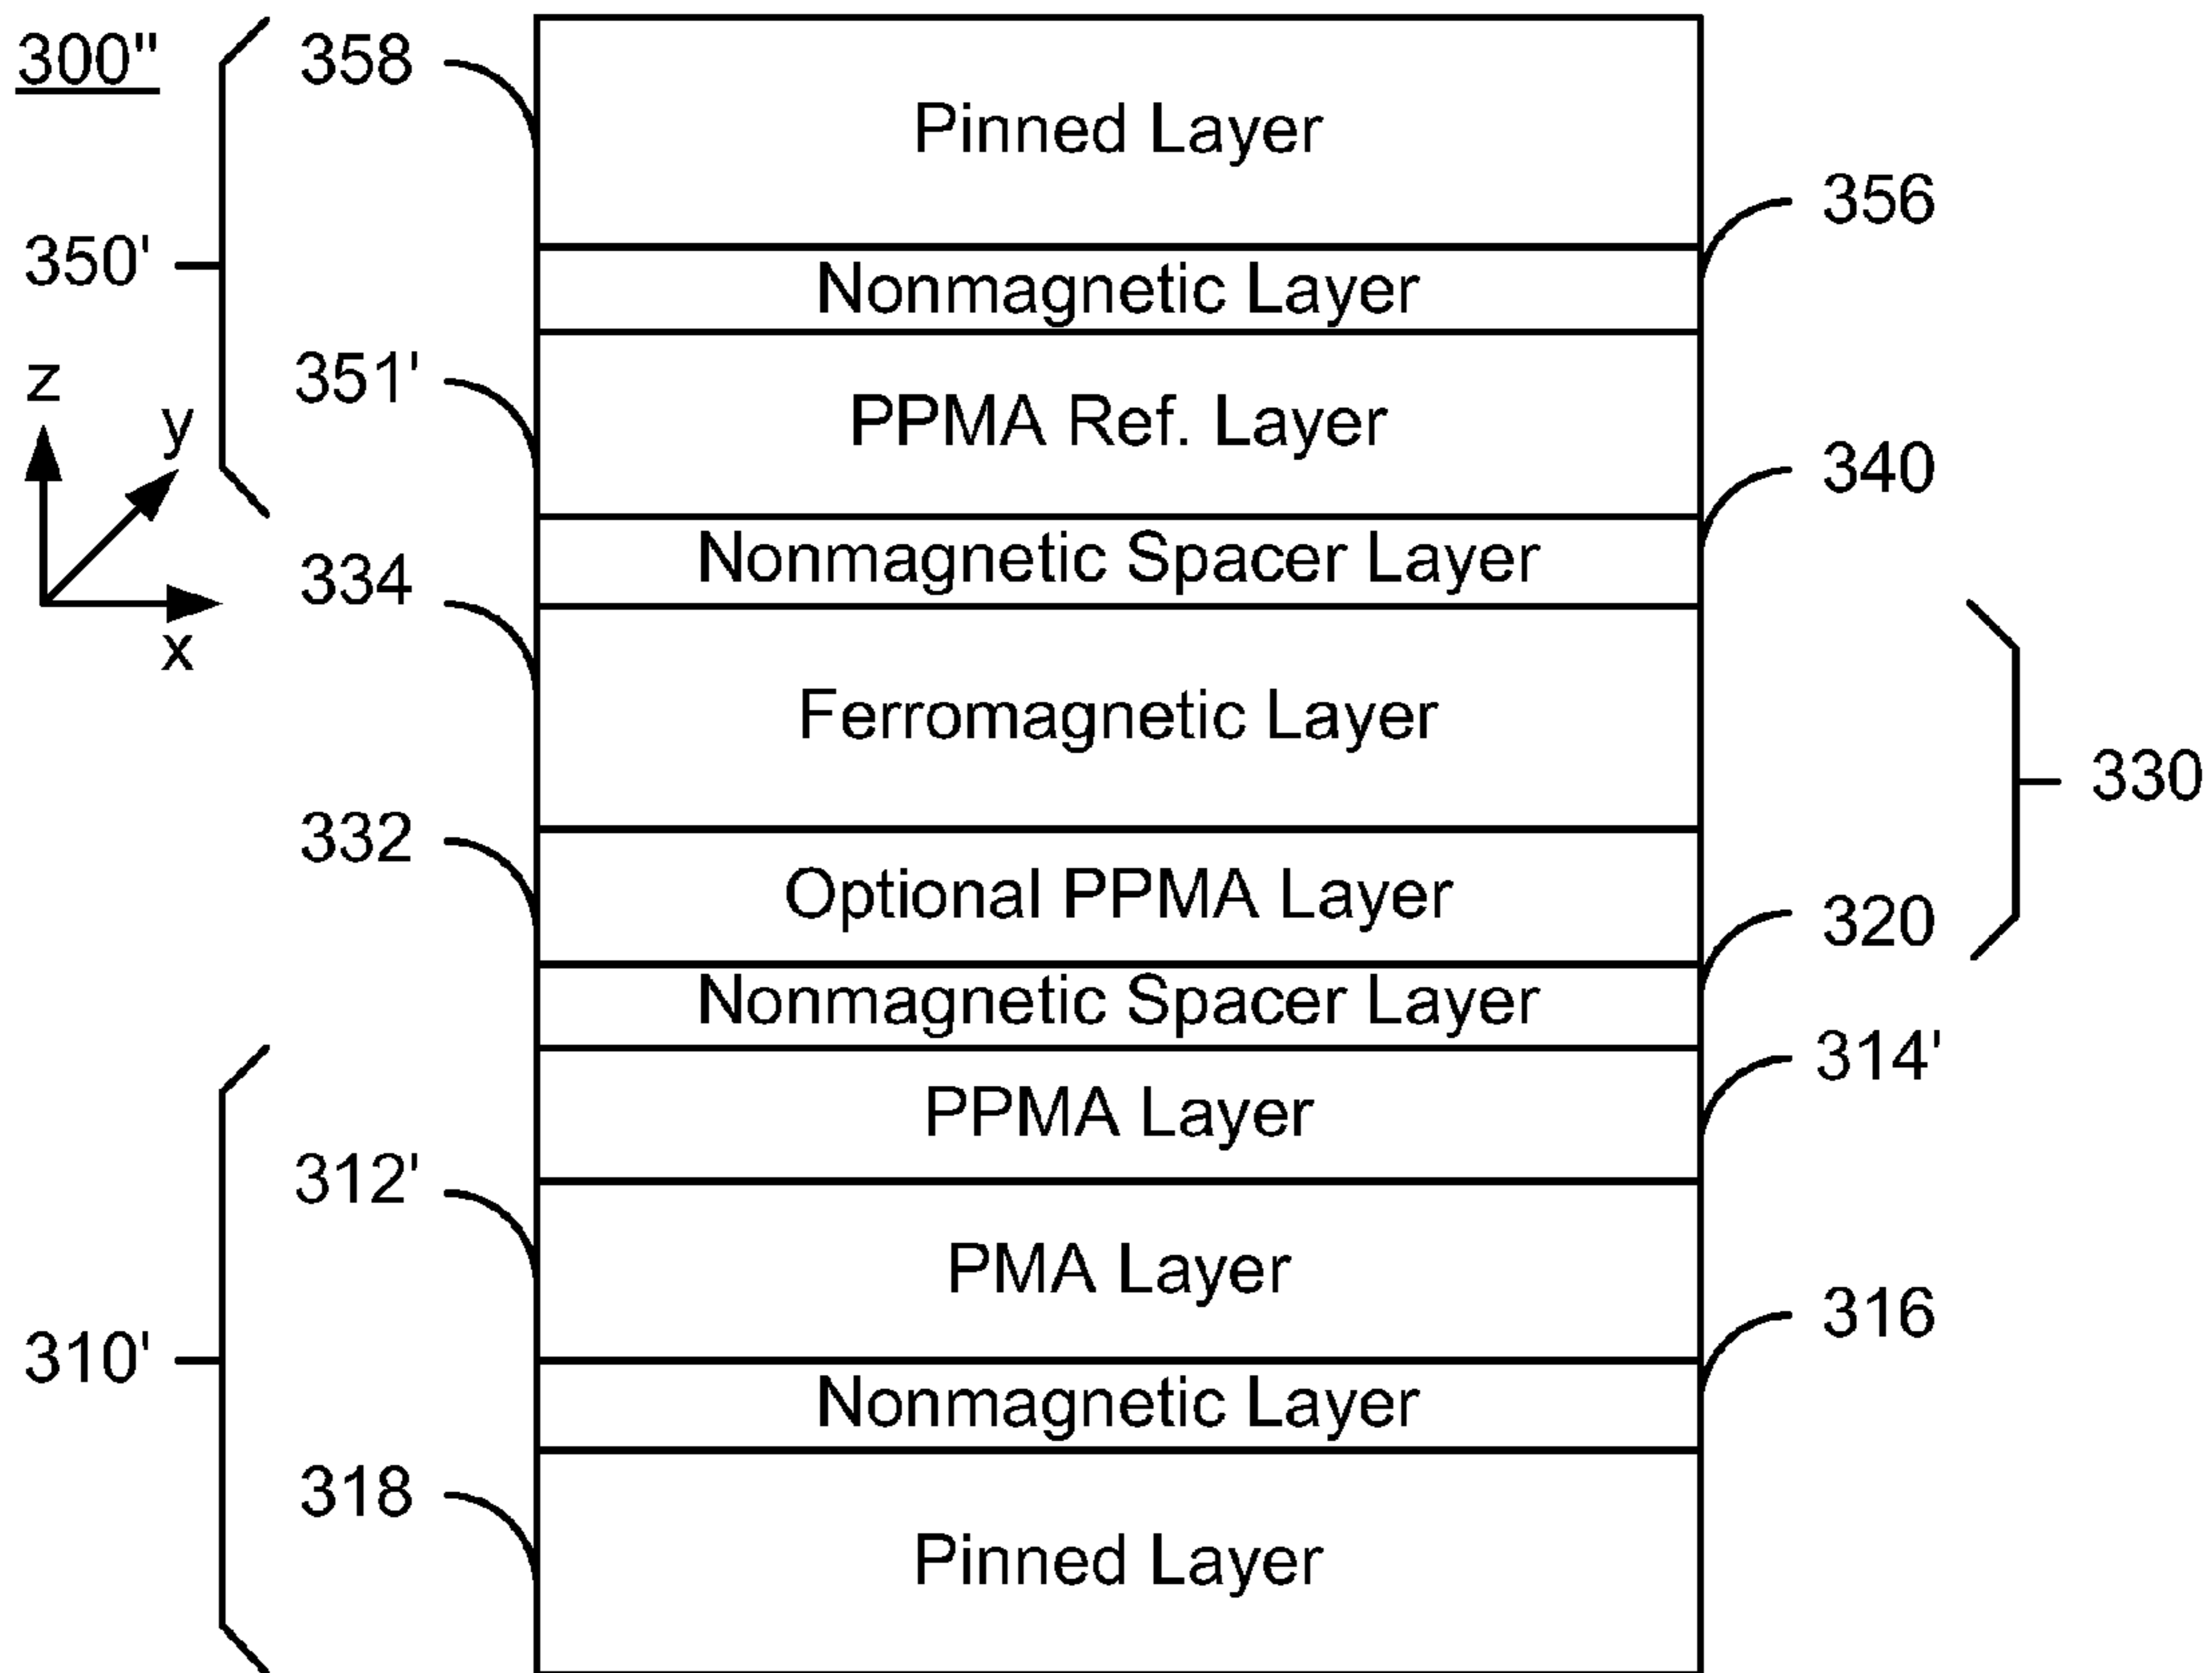 300"
358
Pinned Layer
356
350'
Nonmagnetic Layer
351'
z
y
PPMA Ref. Layer
340
334
Nonmagnetic Spacer Layer
x
Ferromagnetic Layer
330
332
Optional PPMA Layer
320
Nonmagnetic Spacer Layer
314'
PPMA Layer
312'
PMA Layer
316
310'
Nonmagnetic Layer
318
Pinned Layer